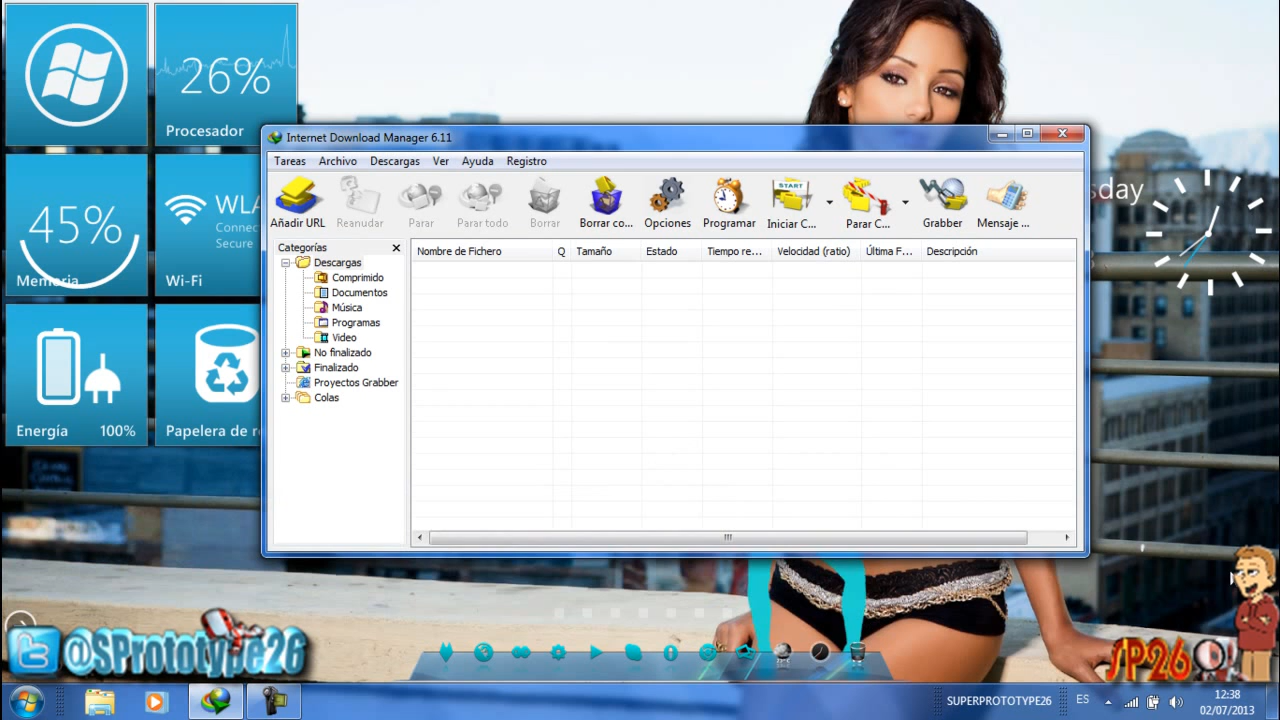 26%
Procesador
45%
Memoria
WLA
Connec
Secure
Wi-Fi
Energía 100%
Papelera de r
sday
Internet Download Manager 6.11
Tareas Archivo Descargas Ver Ayuda Registro
START
Añadir URL Reanudar Parar Parar todo Borrar Borrar co... Opciones Programar Iniciar C... Parar C... Grabber Mensaje ...
Categorías
Descargas
Comprimido
Documentos
Música
Programas
Video
No finalizado
Finalizado
Proyectos Grabber
Colas
Nombre de Fichero Q Tamaño Estado Tiempo re... Velocidad (ratio) Última F... Descripción
@SPrototype26
SP26
SUPERPROTOTYPE26 ES 12:38
02/07/2013